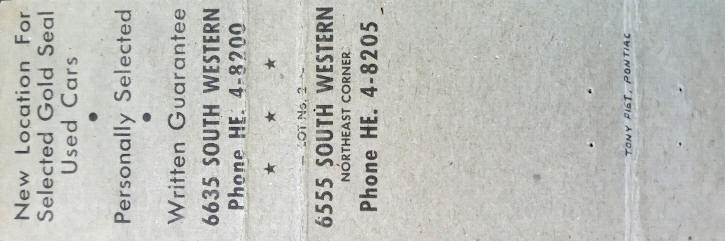 New Location For
Selected Gold Seal
Used Cars
•
Personally Selected
•
Written Guarantee
6635 SOUTH WESTERN
Phone HE. 4-8200
★ ★ ★
— LOT No. 2 —
6555 SOUTH WESTERN
NORTHEAST CORNER
Phone HE. 4-8205
TONY PIET, PONTIAC